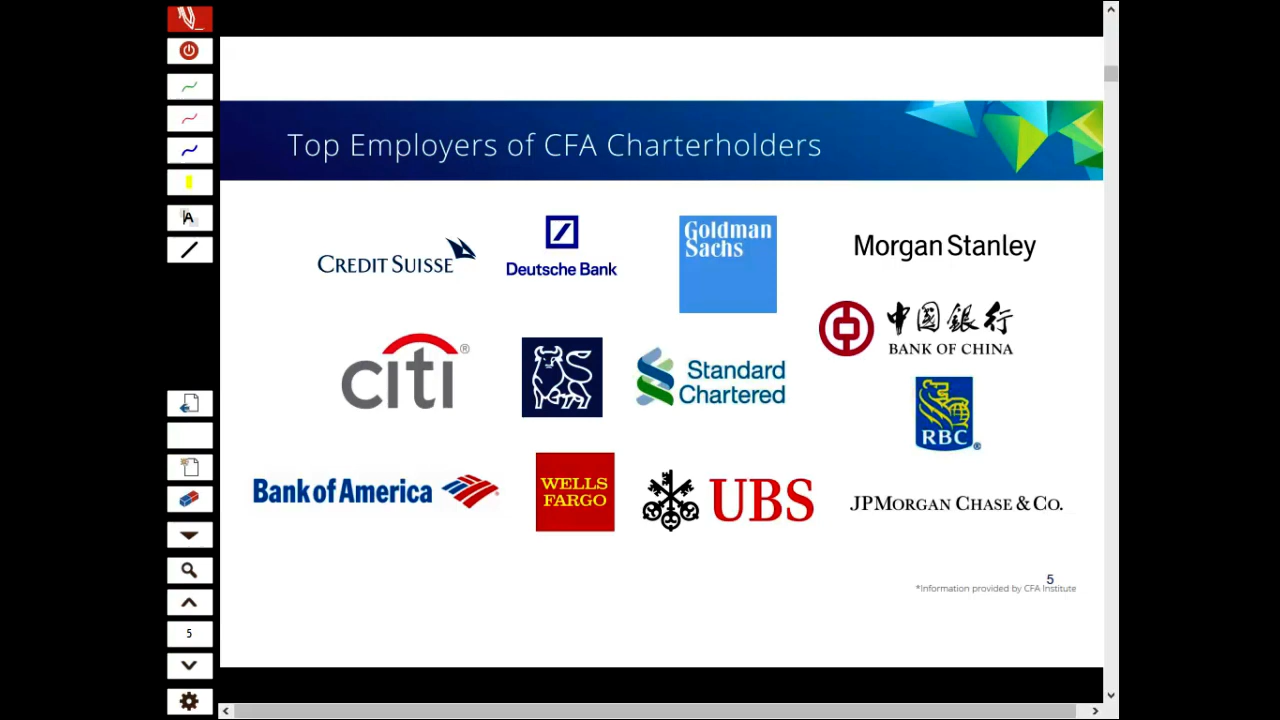 Top Employers of CFA Charterholders
CREDIT SUISSE
Deutsche Bank
Goldman
Sachs
Morgan Stanley
中国銀行
BANK OF CHINA
citi®
Standard
Chartered
RBC®
Bank of America
WELLS
FARGO
UBS
JPMORGAN CHASE & CO.
5
*Information provided by CFA Institute
A
5